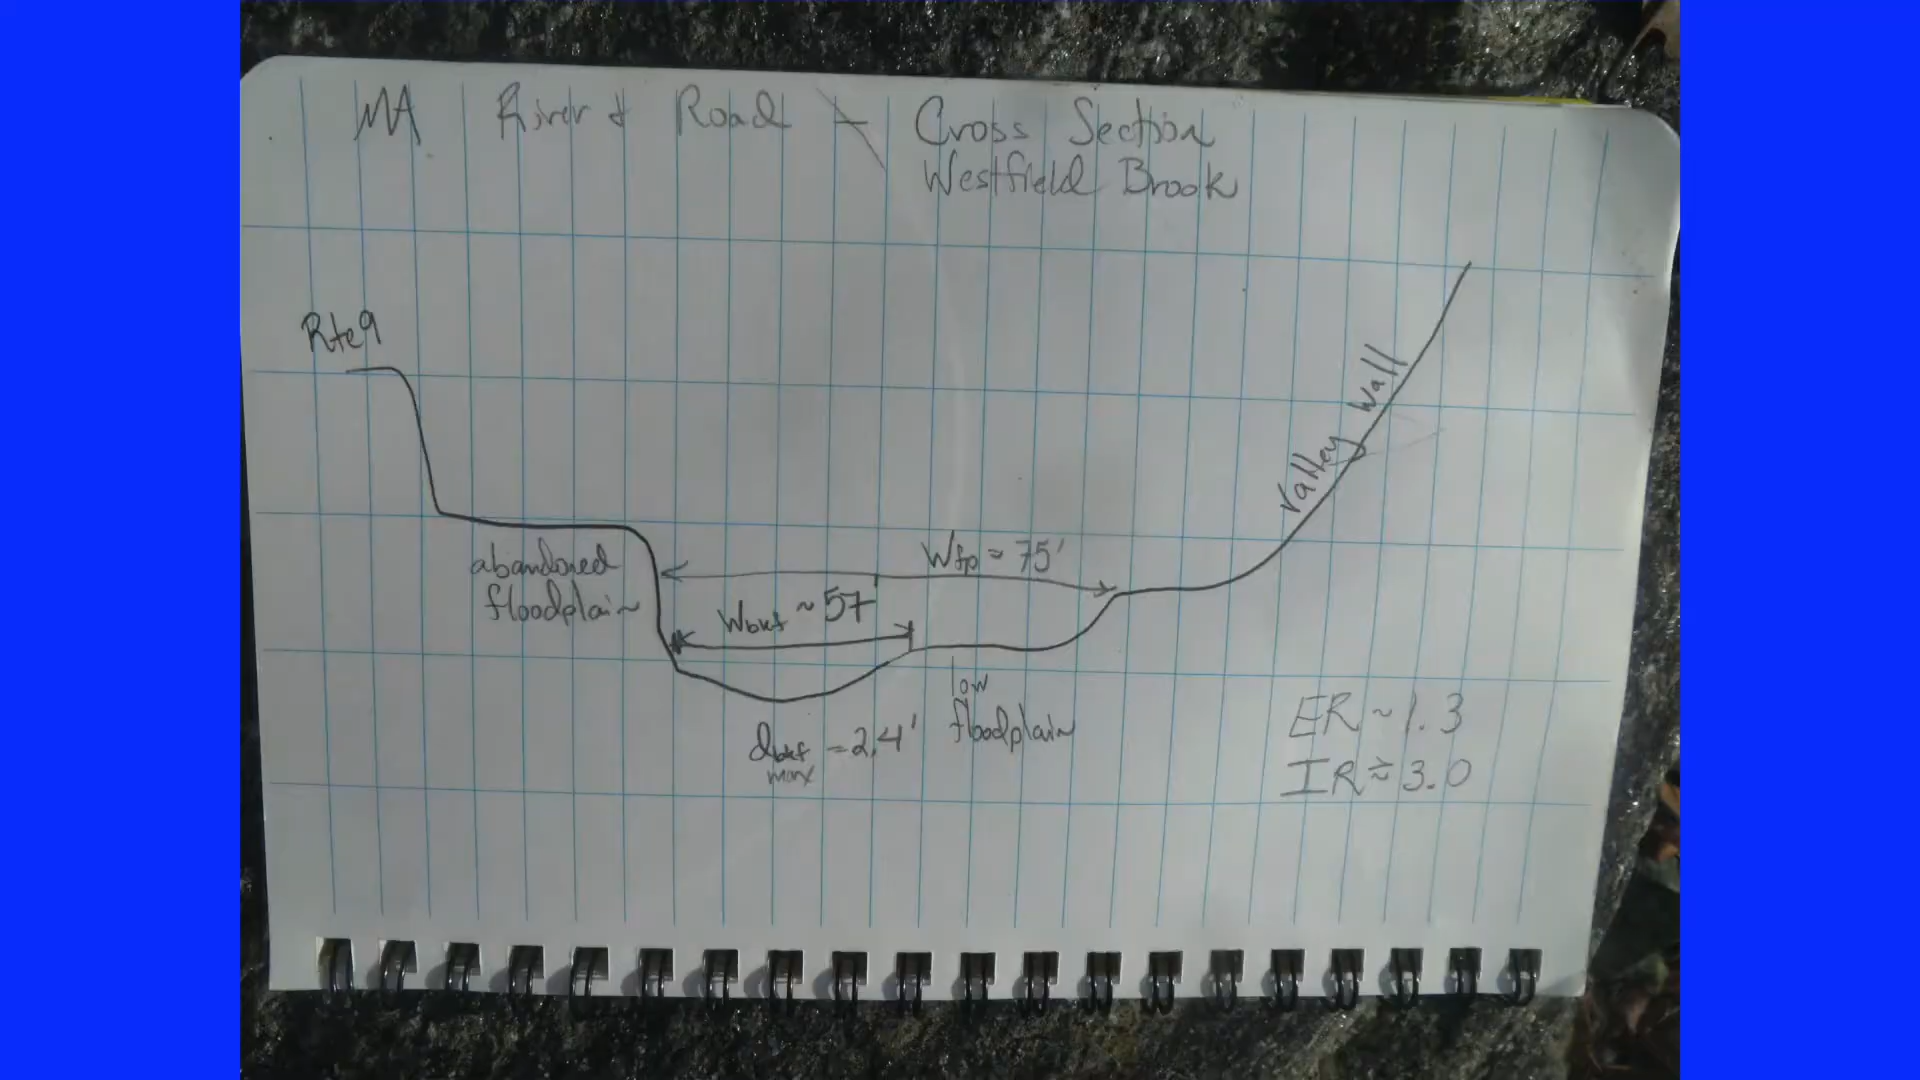 MA River & Road - Cross Section
Westfield Brook
Rte 9
Valley Wall
abandoned
floodplain
Wfp ≈ 75'
Wbkf ~ 57'
low
floodplain
dbkf = 2.4'
max
ER ~ 1.3
IR ≈ 3.0